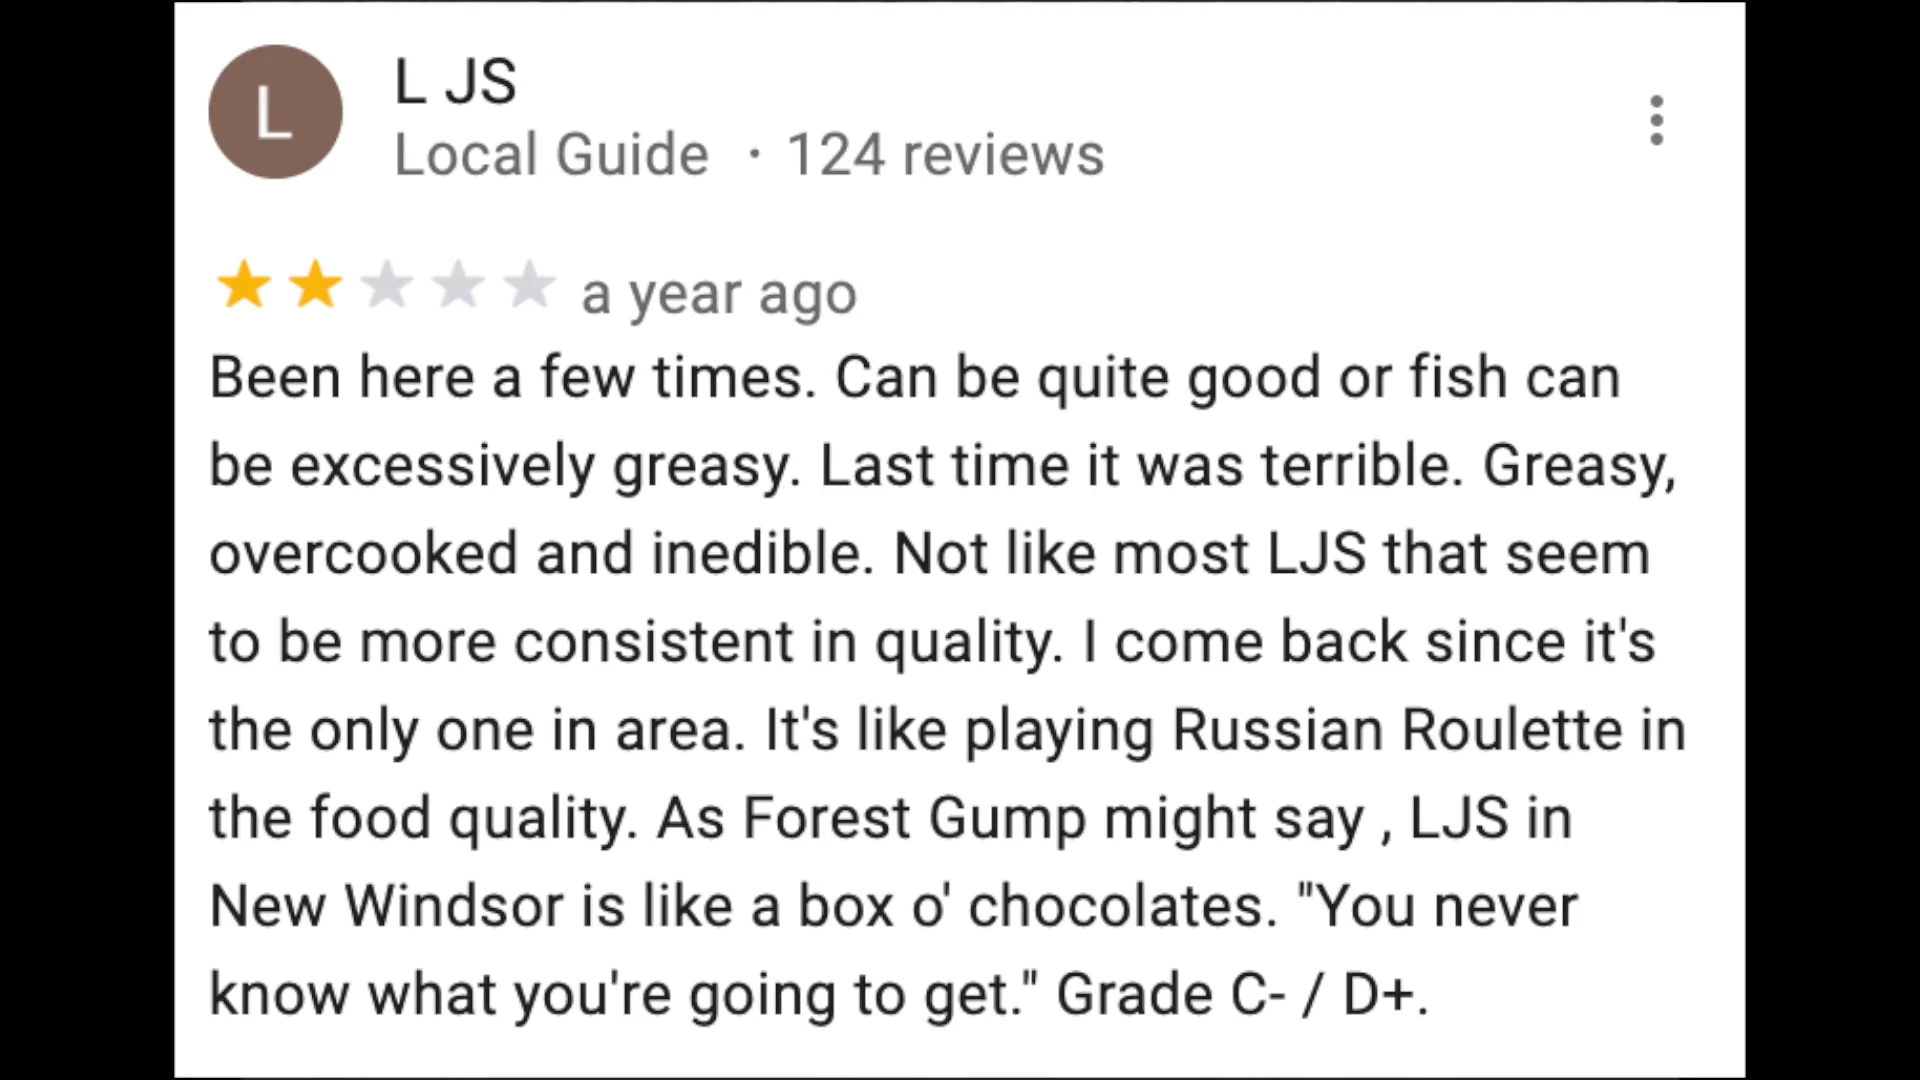 L
L JS
Local Guide · 124 reviews
a year ago
Been here a few times. Can be quite good or fish can
be excessively greasy. Last time it was terrible. Greasy,
overcooked and inedible. Not like most LJS that seem
to be more consistent in quality. I come back since it's
the only one in area. It's like playing Russian Roulette in
the food quality. As Forest Gump might say , LJS in
New Windsor is like a box o' chocolates. "You never
know what you're going to get." Grade C- / D+.